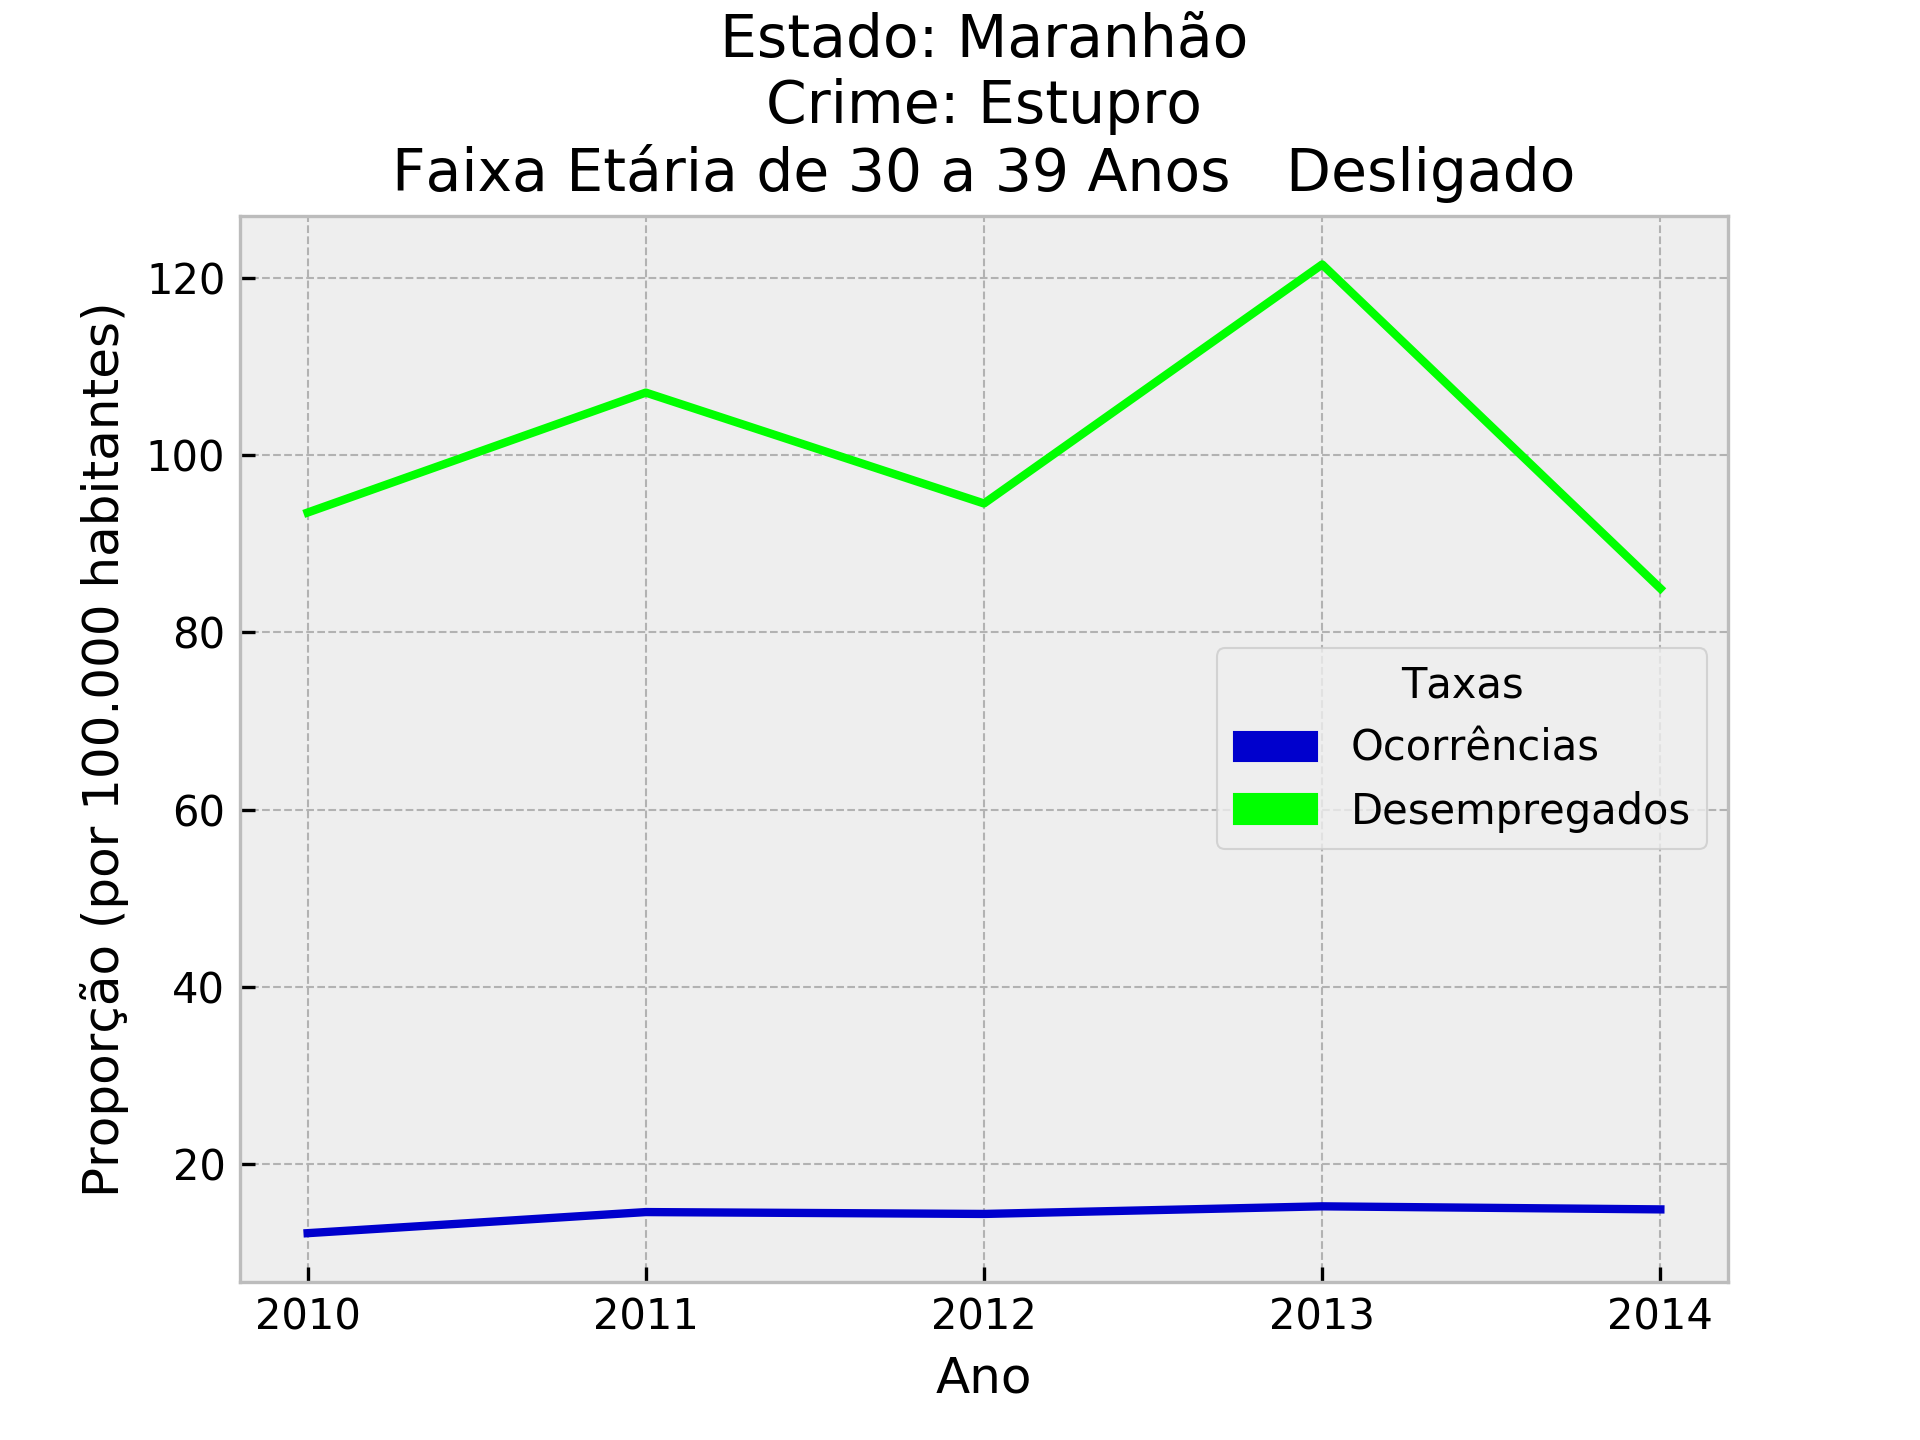 Estado: Maranhão
Crime: Estupro
Faixa Etária de 30 a 39 Anos   Desligado
Proporção (por 100.000 habitantes)
120
100
80
60
40
20
Taxas
Ocorrências
Desempregados
2010 2011 2012 2013 2014
Ano